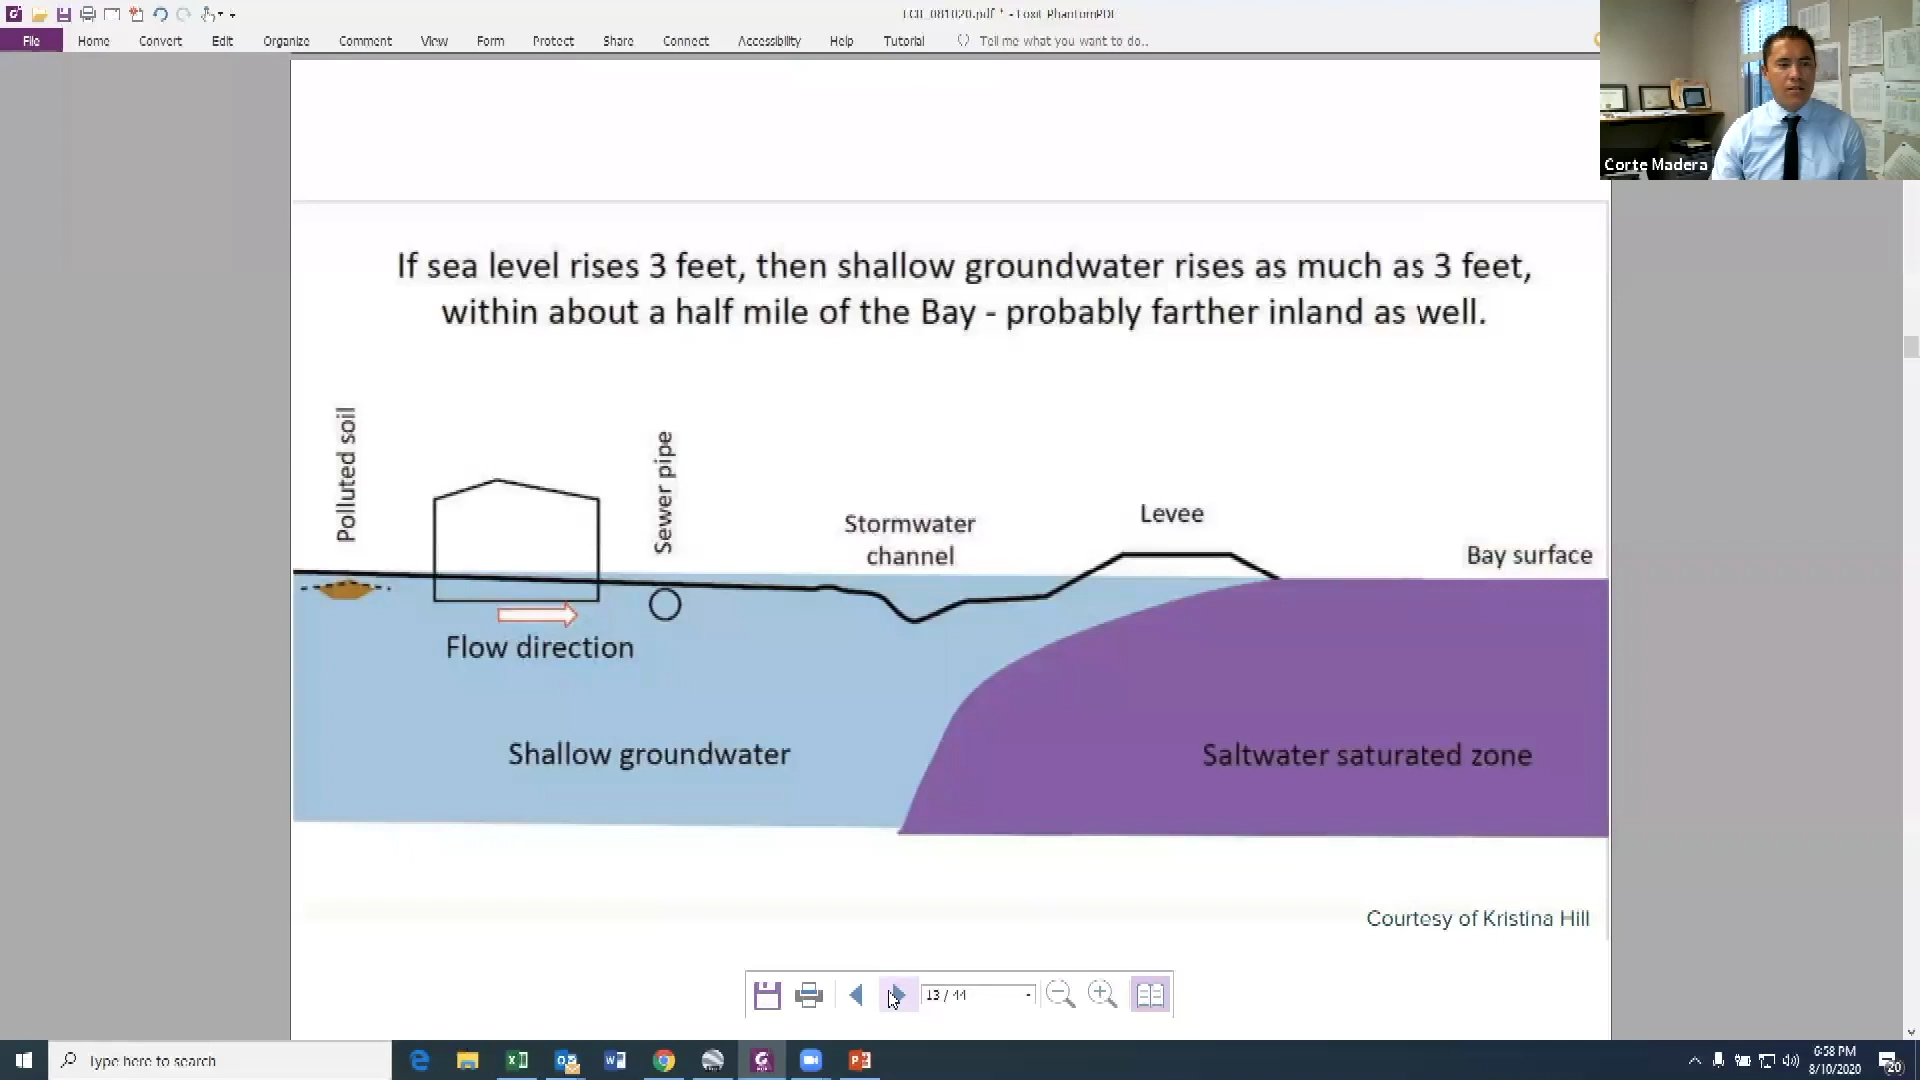 File Home Convert Edit Organize Comment View Form Protect Share Connect Accessibility Help Tutorial Tell me what you want to do..
Corte Madera
If sea level rises 3 feet, then shallow groundwater rises as much as 3 feet,
within about a half mile of the Bay - probably farther inland as well.
Polluted soil
Sewer pipe
Stormwater
channel
Levee
Bay surface
Flow direction
Shallow groundwater
Saltwater saturated zone
Courtesy of Kristina Hill
13 / 44
Type here to search
6:58 PM
8/10/2020
20